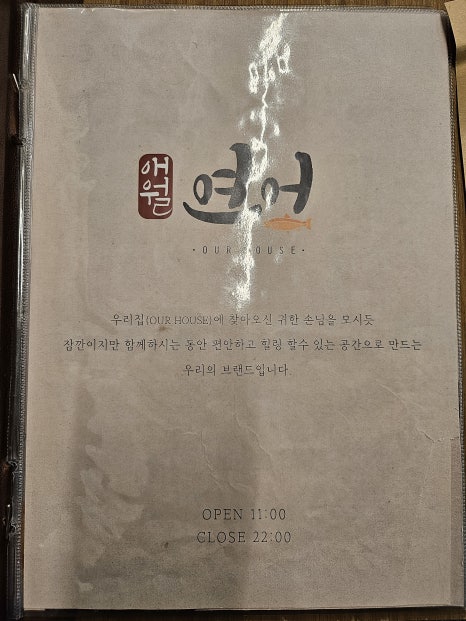 애월
연어
· OUR HOUSE ·
우리집(OUR HOUSE)에 찾아오신 귀한 손님을 모시듯
잠깐이지만 함께하시는 동안 편안하고 힐링 할수 있는 공간으로 만드는
우리의 브랜드입니다.
OPEN 11:00
CLOSE 22:00